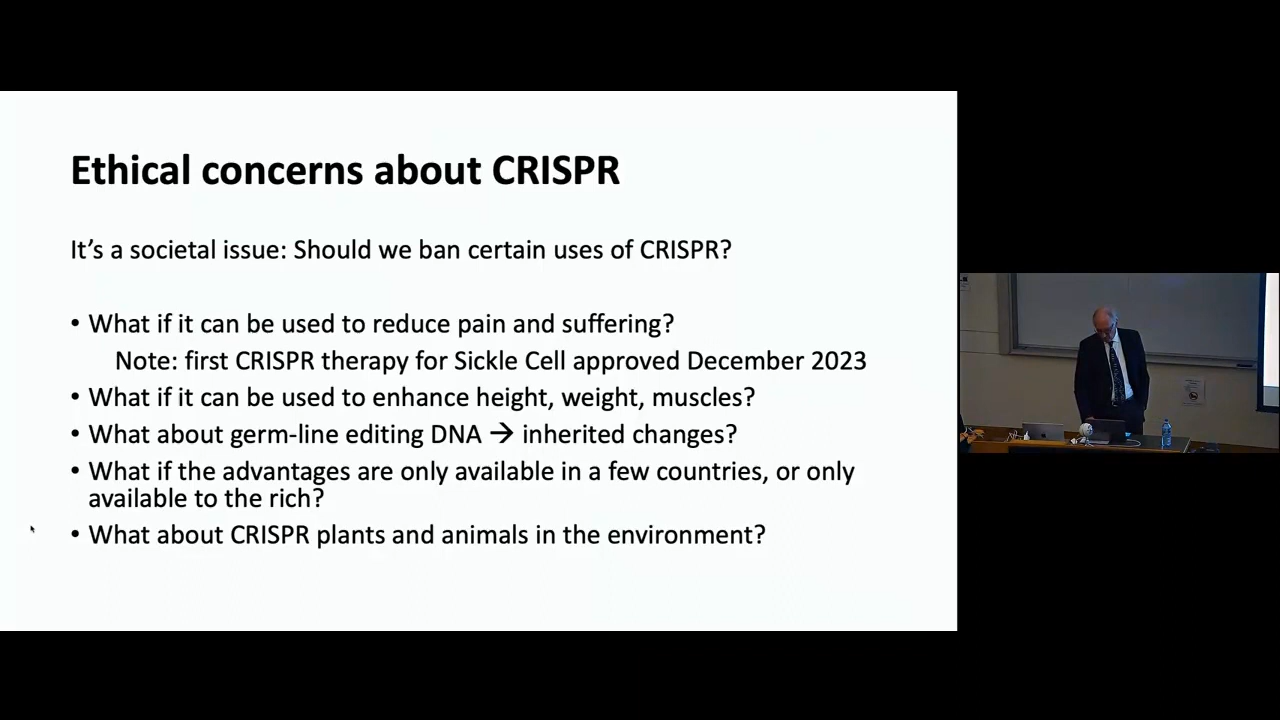 Ethical concerns about CRISPR
It's a societal issue: Should we ban certain uses of CRISPR?
• What if it can be used to reduce pain and suffering?
Note: first CRISPR therapy for Sickle Cell approved December 2023
• What if it can be used to enhance height, weight, muscles?
• What about germ-line editing DNA → inherited changes?
• What if the advantages are only available in a few countries, or only
available to the rich?
• What about CRISPR plants and animals in the environment?